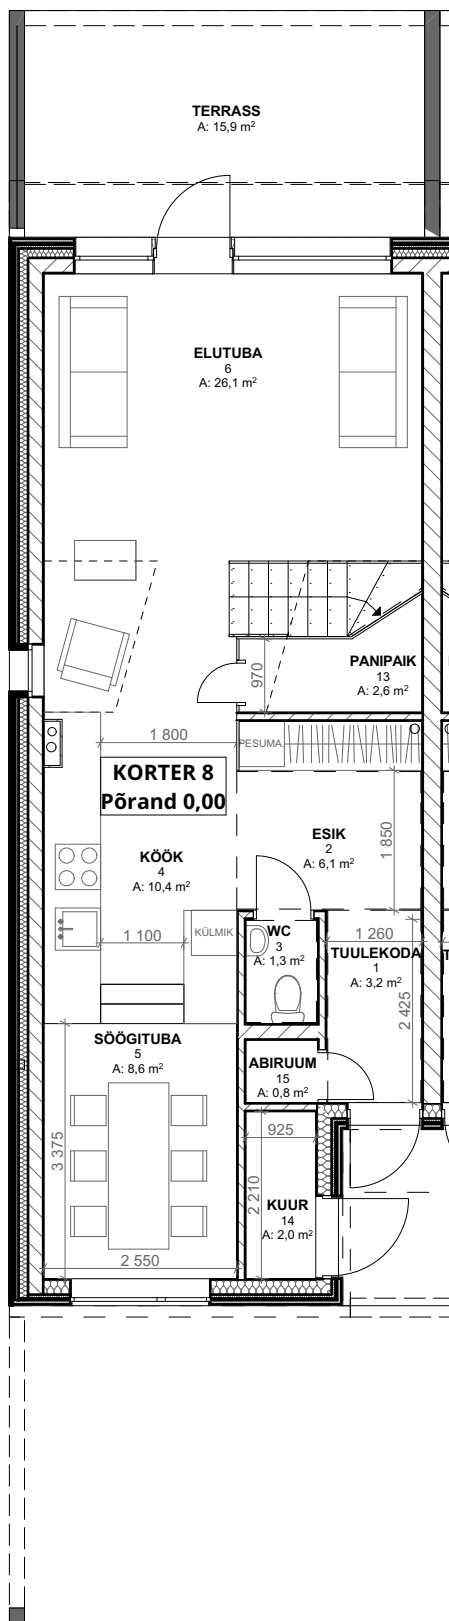 TERRASS
A: 15,9 m²
ELUTUBA
6
A: 26,1 m²
970
PANIPAIK
13
A: 2,6 m²
1 800
PESUMA.
KORTER 8
Põrand 0,00
ESIK
2
A: 6,1 m²
1 850
KÖÖK
4
A: 10,4 m²
1 100
KÜLMIK
WC
3
A: 1,3 m²
1 260
TUULEKODA
1
A: 3,2 m²
2 425
SÖÖGITUBA
5
A: 8,6 m²
ABIRUUM
15
A: 0,8 m²
3 375
925
2 210
KUUR
14
A: 2,0 m²
2 550